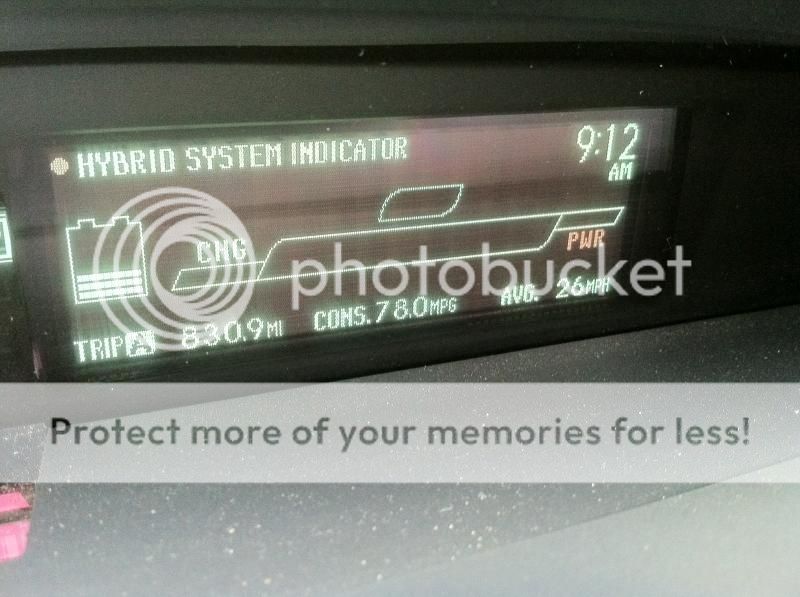 HYBRID SYSTEM INDICATOR
9:12
AM
CHG
PWR
photobucket
TRIP A 830.9 MI CONS. 78.0 MPG AVG. 26 MPH
Protect more of your memories for less!